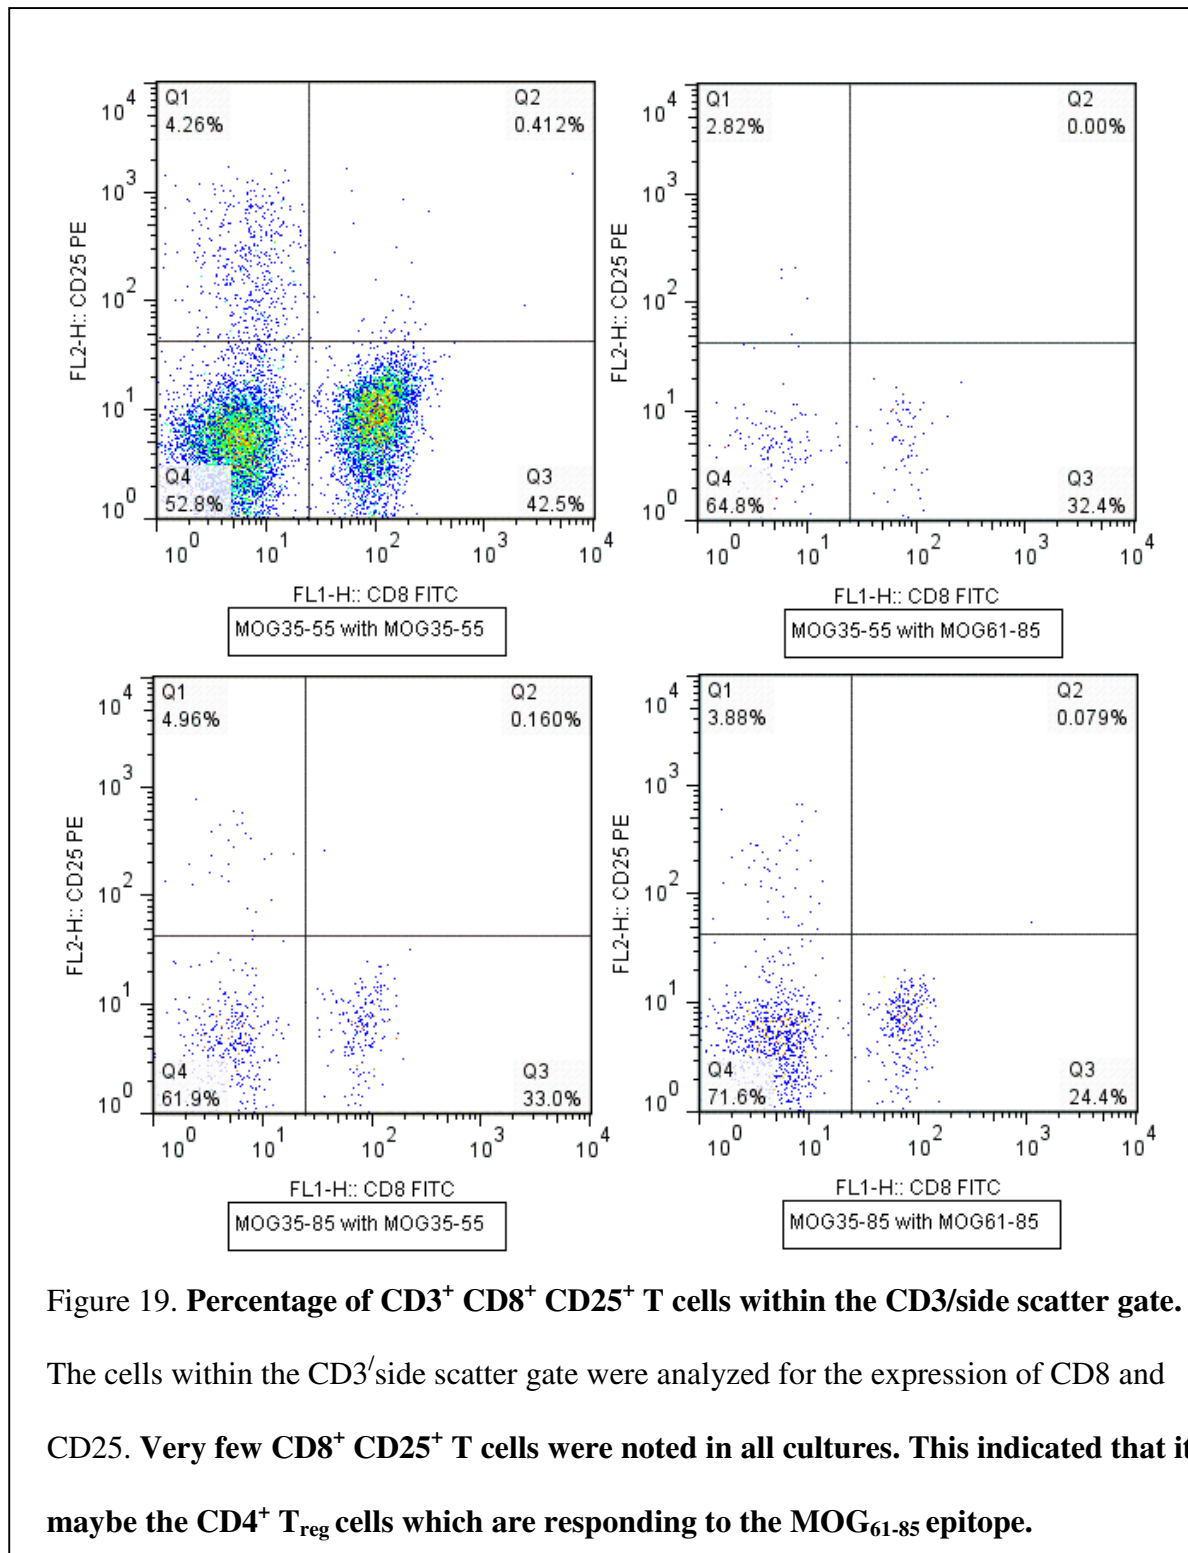 Q1
4.26%
Q2
0.412%
Q4
52.8%
Q3
42.5%
10^4
10^3
10^2
10^1
10^0
FL2-H:: CD25 PE
10^0 10^1 10^2 10^3 10^4
FL1-H:: CD8 FITC
MOG35-55 with MOG35-55
Q1
2.82%
Q2
0.00%
Q4
64.8%
Q3
32.4%
10^4
10^3
10^2
10^1
10^0
FL2-H:: CD25 PE
10^0 10^1 10^2 10^3 10^4
FL1-H:: CD8 FITC
MOG35-55 with MOG61-85
Q1
4.96%
Q2
0.160%
Q4
61.9%
Q3
33.0%
10^4
10^3
10^2
10^1
10^0
FL2-H:: CD25 PE
10^0 10^1 10^2 10^3 10^4
FL1-H:: CD8 FITC
MOG35-85 with MOG35-55
Q1
3.88%
Q2
0.079%
Q4
71.6%
Q3
24.4%
10^4
10^3
10^2
10^1
10^0
FL2-H:: CD25 PE
10^0 10^1 10^2 10^3 10^4
FL1-H:: CD8 FITC
MOG35-85 with MOG61-85
Figure 19. Percentage of CD3⁺ CD8⁺ CD25⁺ T cells within the CD3/side scatter gate.
The cells within the CD3/side scatter gate were analyzed for the expression of CD8 and
CD25. Very few CD8⁺ CD25⁺ T cells were noted in all cultures. This indicated that it
maybe the CD4⁺ T_reg cells which are responding to the MOG₆₁₋₈₅ epitope.